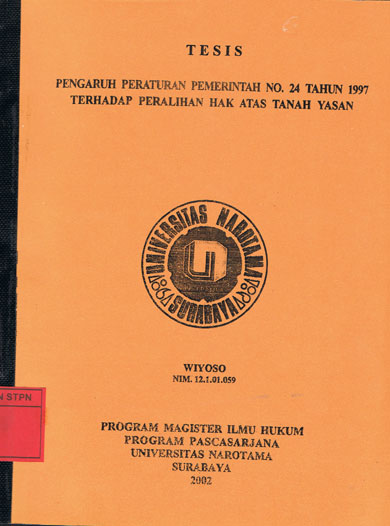 TESIS
PENGARUH PERATURAN PEMERINTAH NO. 24 TAHUN 1997
TERHADAP PERALIHAN HAK ATAS TANAH YASAN
UNIVERSITAS NAROTAMA
SURABAYA
WIYOSO
NIM. 12.1.01.059
N STPN
PROGRAM MAGISTER ILMU HUKUM
PROGRAM PASCASARJANA
UNIVERSITAS NAROTAMA
SURABAYA
2002